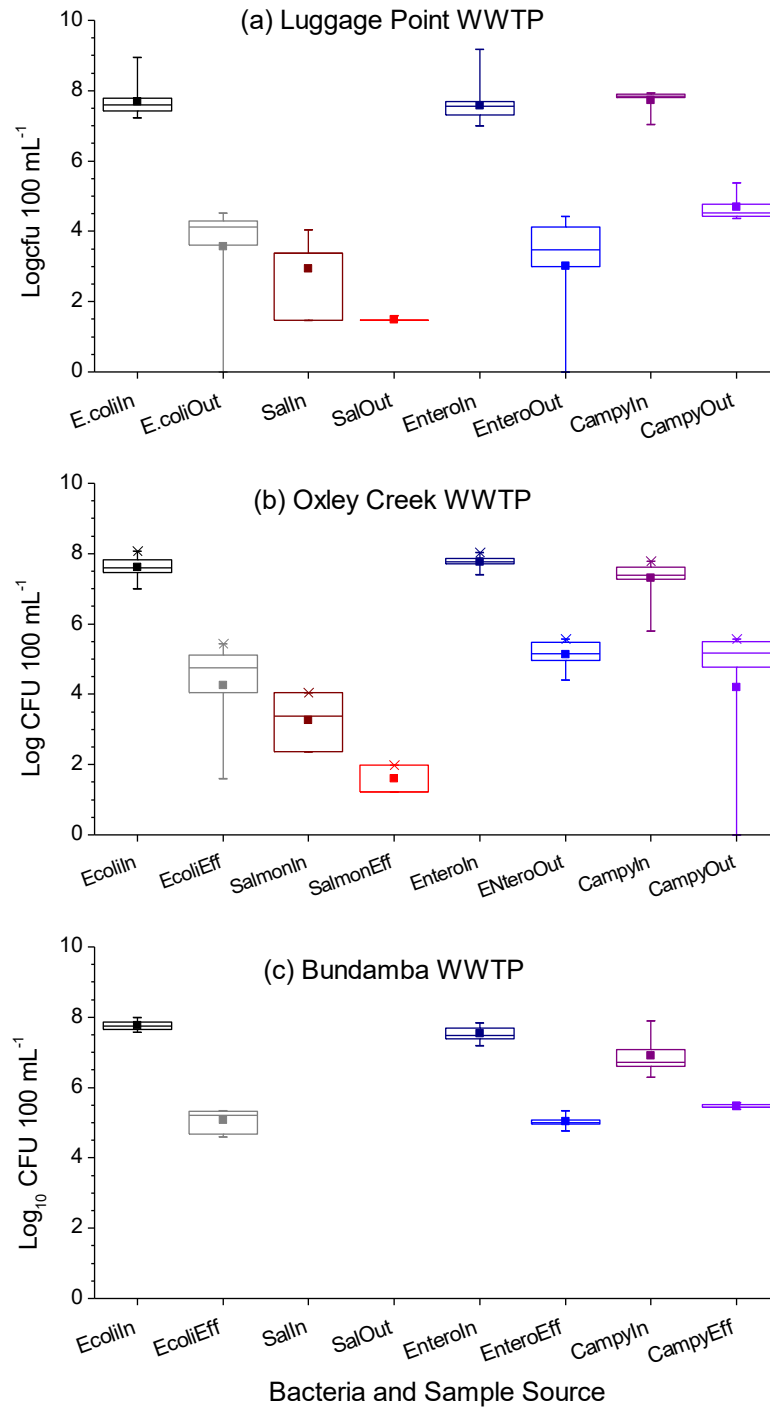 (a) Luggage Point WWTP
Logcfu 100 mL⁻¹
10
8
6
4
2
0
E.coliIn E.coliOut SalIn SalOut EnteroIn EnteroOut CampyIn CampyOut
(b) Oxley Creek WWTP
Log CFU 100 mL⁻¹
10
8
6
4
2
0
EcoliIn EcoliEff SalmonIn SalmonEff EnteroIn ENteroOut CampyIn CampyOut
(c) Bundamba WWTP
Log₁₀ CFU 100 mL⁻¹
10
8
6
4
2
0
EcoliIn EcoliEff SalIn SalOut EnteroIn EnteroEff CampyIn CampyEff
Bacteria and Sample Source